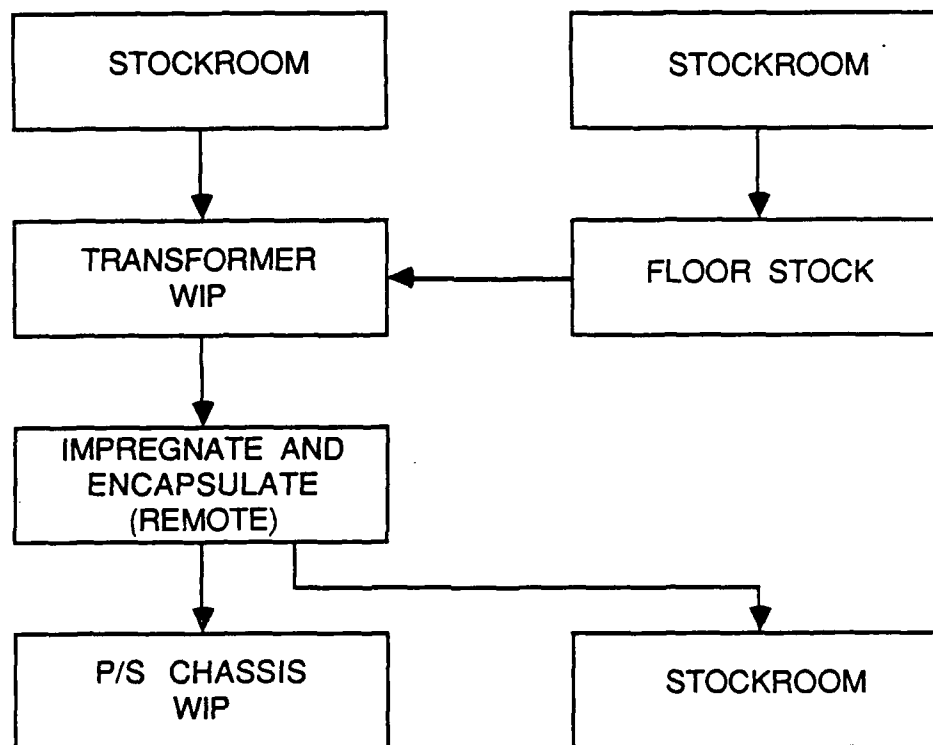 STOCKROOM
STOCKROOM
TRANSFORMER
WIP
FLOOR STOCK
IMPREGNATE AND
ENCAPSULATE
(REMOTE)
P/S CHASSIS
WIP
STOCKROOM